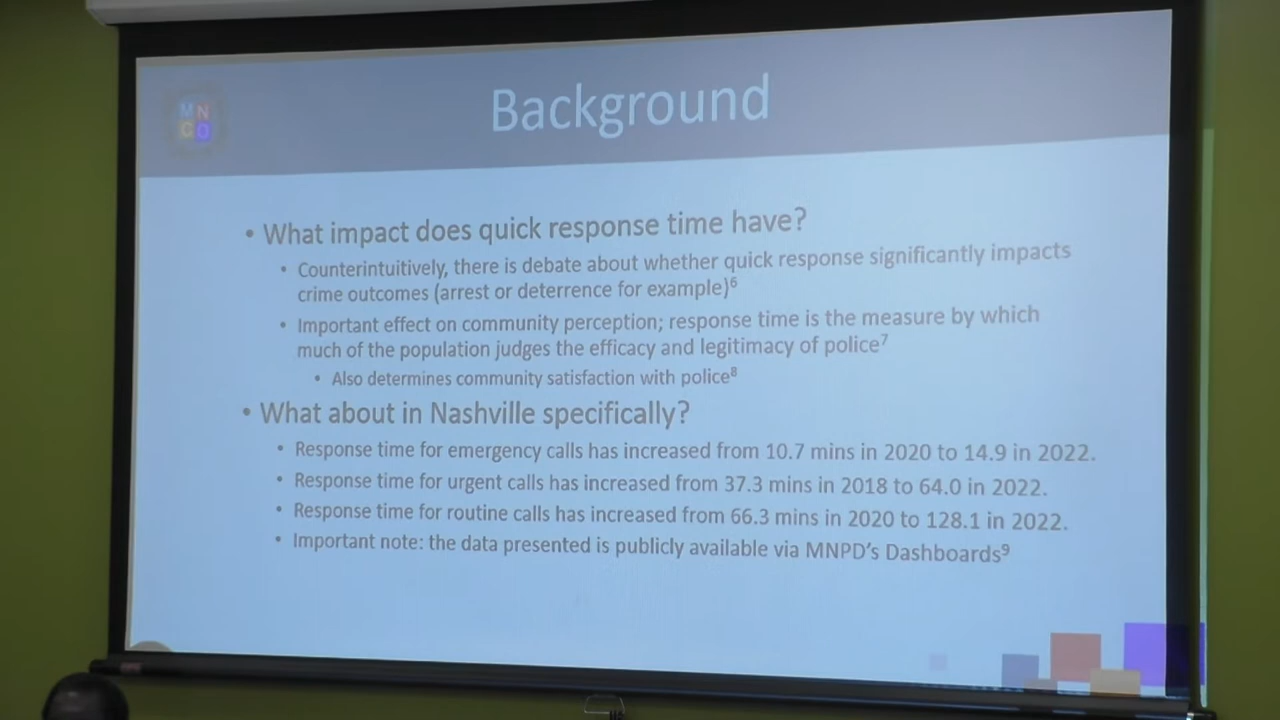 MN
CO
Background
• What impact does quick response time have?
• Counterintuitively, there is debate about whether quick response significantly impacts
crime outcomes (arrest or deterrence for example)⁶
• Important effect on community perception; response time is the measure by which
much of the population judges the efficacy and legitimacy of police⁷
• Also determines community satisfaction with police⁸
• What about in Nashville specifically?
• Response time for emergency calls has increased from 10.7 mins in 2020 to 14.9 in 2022.
• Response time for urgent calls has increased from 37.3 mins in 2018 to 64.0 in 2022.
• Response time for routine calls has increased from 66.3 mins in 2020 to 128.1 in 2022.
• Important note: the data presented is publicly available via MNPD's Dashboards⁹